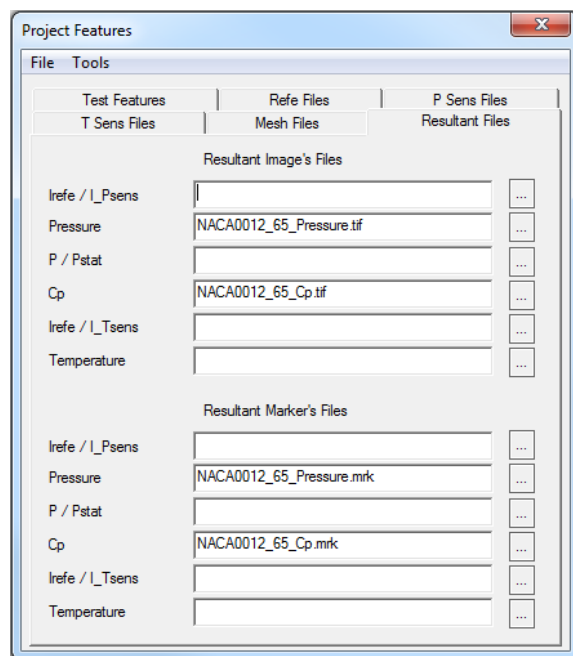 Project Features
File Tools
Test Features Refe Files P Sens Files
T Sens Files Mesh Files Resultant Files
Resultant Image's Files
Irefe / I_Psens ...
Pressure NACA0012_65_Pressure.tif ...
P / Pstat ...
Cp NACA0012_65_Cp.tif ...
Irefe / I_Tsens ...
Temperature ...
Resultant Marker's Files
Irefe / I_Psens ...
Pressure NACA0012_65_Pressure.mrk ...
P / Pstat ...
Cp NACA0012_65_Cp.mrk ...
Irefe / I_Tsens ...
Temperature ...